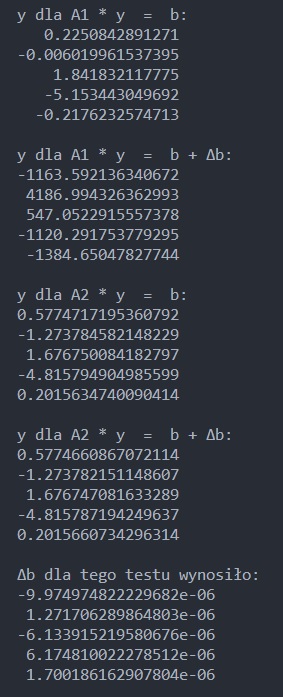 y dla A1 * y  =  b:
0.2250842891271
-0.006019961537395
1.841832117775
-5.153443049692
-0.2176232574713
y dla A1 * y  =  b + Δb:
-1163.592136340672
4186.994326362993
547.0522915557378
-1120.291753779295
-1384.65047827744
y dla A2 * y  =  b:
0.5774717195360792
-1.273784582148229
1.676750084182797
-4.815794904985599
0.2015634740090414
y dla A2 * y  =  b + Δb:
0.5774660867072114
-1.273782151148607
1.676747081633289
-4.815787194249637
0.2015660734296314
Δb dla tego testu wynosiło:
-9.974974822229682e-06
1.271706289864803e-06
-6.133915219580676e-06
6.174810022278512e-06
1.700186162907804e-06